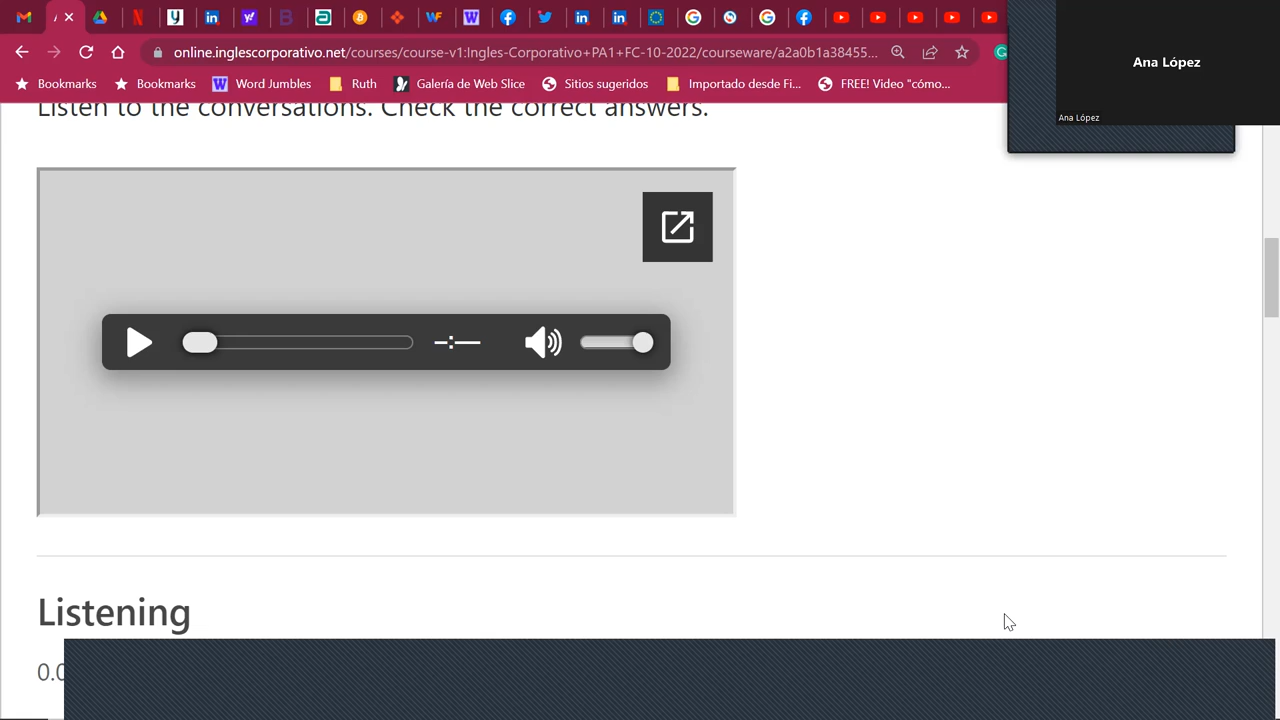 online.inglescorporativo.net/courses/course-v1:Ingles-Corporativo+PA1+FC-10-2022/courseware/a2a0b1a38455...
Bookmarks Bookmarks Word Jumbles Ruth Galería de Web Slice Sitios sugeridos Importado desde Fi... FREE! Video "cómo...
Ana López
Ana López
Listen to the conversations. Check the correct answers.
-:--
Listening